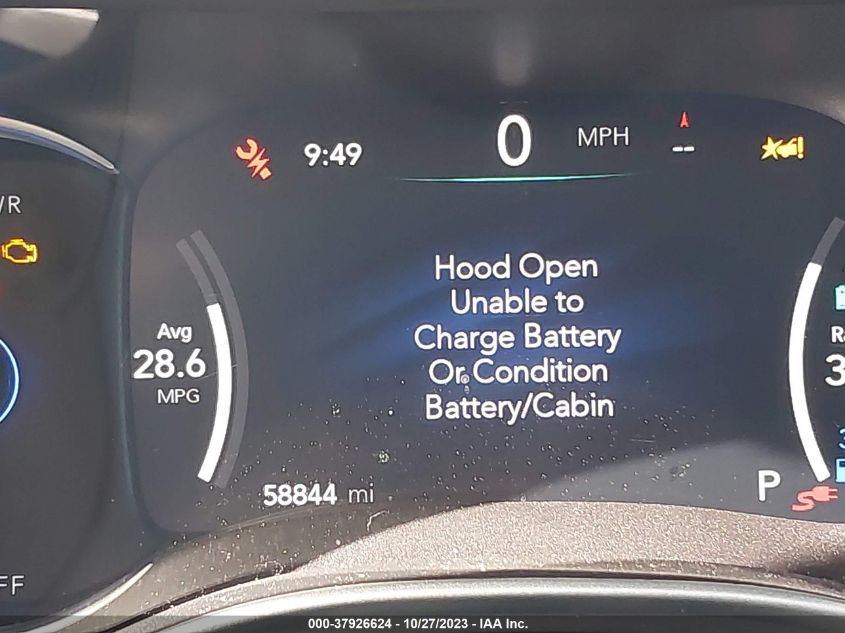 9:49
0 MPH
--
Hood Open
Unable to
Charge Battery
Or Condition
Battery/Cabin
Avg
28.6
MPG
58844 mi
P
000-37926624 - 10/27/2023 - IAA Inc.